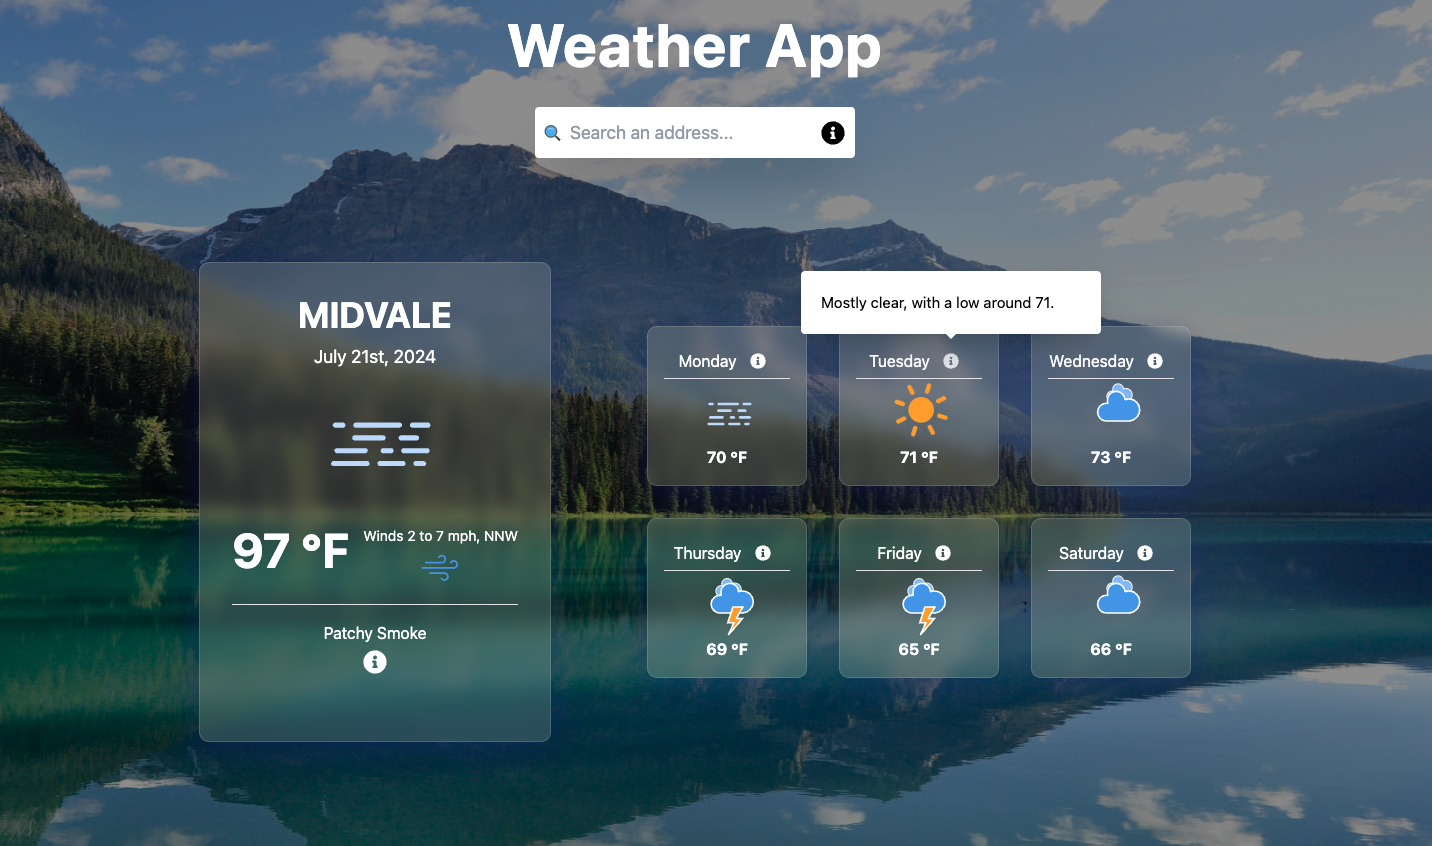 Weather App
Search an address...
MIDVALE
July 21st, 2024
97 °F
Winds 2 to 7 mph, NNW
Patchy Smoke
Mostly clear, with a low around 71.
Monday
70 °F
Tuesday
71 °F
Wednesday
73 °F
Thursday
69 °F
Friday
65 °F
Saturday
66 °F